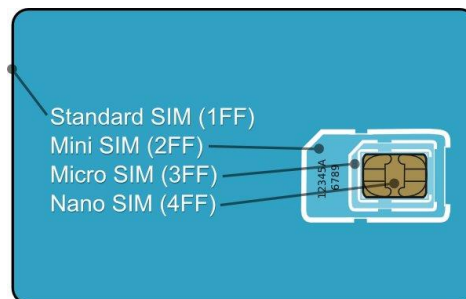 Standard SIM (1FF)
Mini SIM (2FF)
Micro SIM (3FF)
Nano SIM (4FF)
12345A
6789